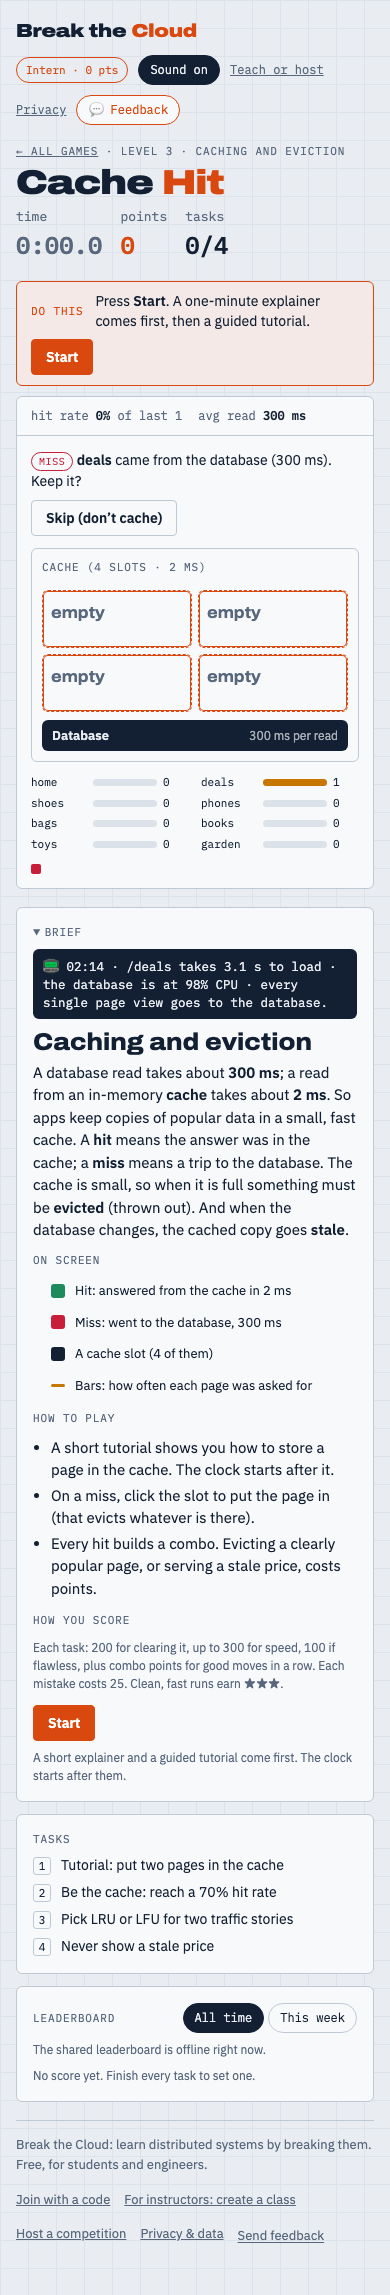 Break the Cloud
Intern · 0 pts
Sound on
Teach or host
Privacy
💬 Feedback
← ALL GAMES · LEVEL 3 · CACHING AND EVICTION
Cache Hit
time points tasks
0:00.0 0 0/4
DO THIS
Press Start. A one-minute explainer
comes first, then a guided tutorial.
Start
hit rate 0% of last 1 avg read 300 ms
MISS deals came from the database (300 ms).
Keep it?
Skip (don’t cache)
CACHE (4 SLOTS · 2 MS)
empty empty
empty empty
Database 300 ms per read
home 0 deals 1
shoes 0 phones 0
bags 0 books 0
toys 0 garden 0
▼ BRIEF
📟 02:14 · /deals takes 3.1 s to load ·
the database is at 98% CPU · every
single page view goes to the database.
Caching and eviction
A database read takes about 300 ms; a read
from an in-memory cache takes about 2 ms. So
apps keep copies of popular data in a small, fast
cache. A hit means the answer was in the
cache; a miss means a trip to the database. The
cache is small, so when it is full something must
be evicted (thrown out). And when the
database changes, the cached copy goes stale.
ON SCREEN
Hit: answered from the cache in 2 ms
Miss: went to the database, 300 ms
A cache slot (4 of them)
Bars: how often each page was asked for
HOW TO PLAY
• A short tutorial shows you how to store a
page in the cache. The clock starts after it.
• On a miss, click the slot to put the page in
(that evicts whatever is there).
• Every hit builds a combo. Evicting a clearly
popular page, or serving a stale price, costs
points.
HOW YOU SCORE
Each task: 200 for clearing it, up to 300 for speed, 100 if
flawless, plus combo points for good moves in a row. Each
mistake costs 25. Clean, fast runs earn ★★★.
Start
A short explainer and a guided tutorial come first. The clock
starts after them.
TASKS
1 Tutorial: put two pages in the cache
2 Be the cache: reach a 70% hit rate
3 Pick LRU or LFU for two traffic stories
4 Never show a stale price
LEADERBOARD All time This week
The shared leaderboard is offline right now.
No score yet. Finish every task to set one.
Break the Cloud: learn distributed systems by breaking them.
Free, for students and engineers.
Join with a code For instructors: create a class
Host a competition Privacy & data Send feedback